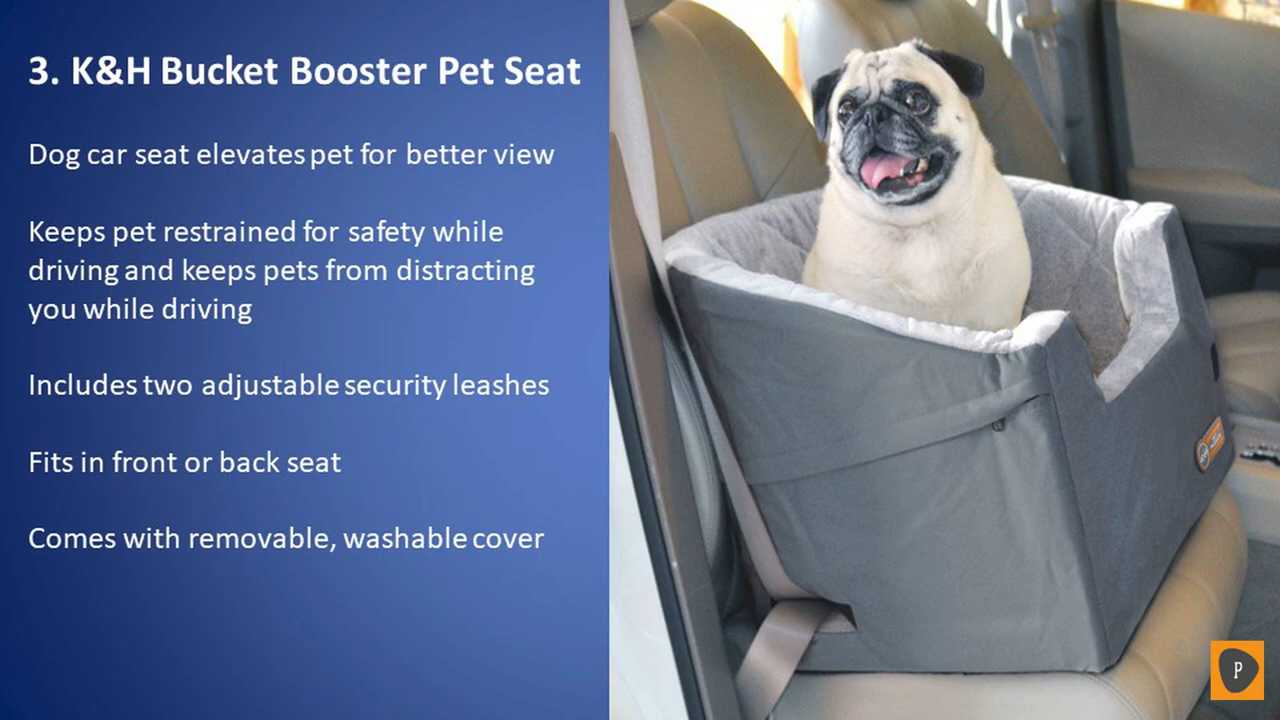 3. K&H Bucket Booster Pet Seat
Dog car seat elevates pet for better view
Keeps pet restrained for safety while
driving and keeps pets from distracting
you while driving
Includes two adjustable security leashes
Fits in front or back seat
Comes with removable, washable cover
P